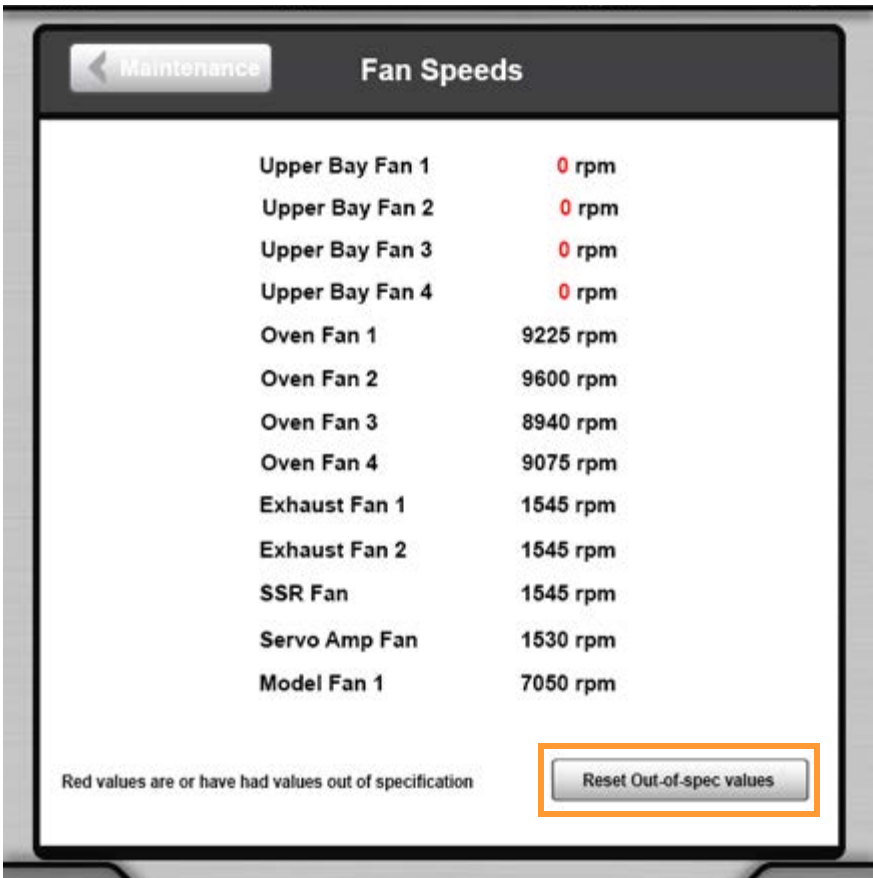 Maintenance Fan Speeds
Upper Bay Fan 1 0 rpm
Upper Bay Fan 2 0 rpm
Upper Bay Fan 3 0 rpm
Upper Bay Fan 4 0 rpm
Oven Fan 1 9225 rpm
Oven Fan 2 9600 rpm
Oven Fan 3 8940 rpm
Oven Fan 4 9075 rpm
Exhaust Fan 1 1545 rpm
Exhaust Fan 2 1545 rpm
SSR Fan 1545 rpm
Servo Amp Fan 1530 rpm
Model Fan 1 7050 rpm
Red values are or have had values out of specification Reset Out-of-spec values